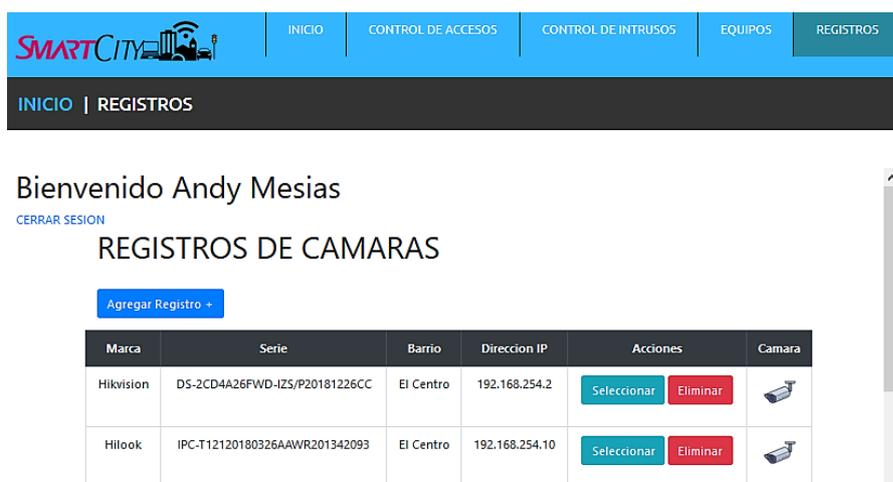 SMARTCITY
INICIO
CONTROL DE ACCESOS
CONTROL DE INTRUSOS
EQUIPOS
REGISTROS
INICIO | REGISTROS
Bienvenido Andy Mesias
CERRAR SESION
REGISTROS DE CAMARAS
Agregar Registro +
Marca Serie Barrio Direccion IP Acciones Camara
Hikvision DS-2CD4A26FWD-IZS/P20181226CC El Centro 192.168.254.2 Seleccionar Eliminar
Hilook IPC-T12120180326AAWR201342093 El Centro 192.168.254.10 Seleccionar Eliminar